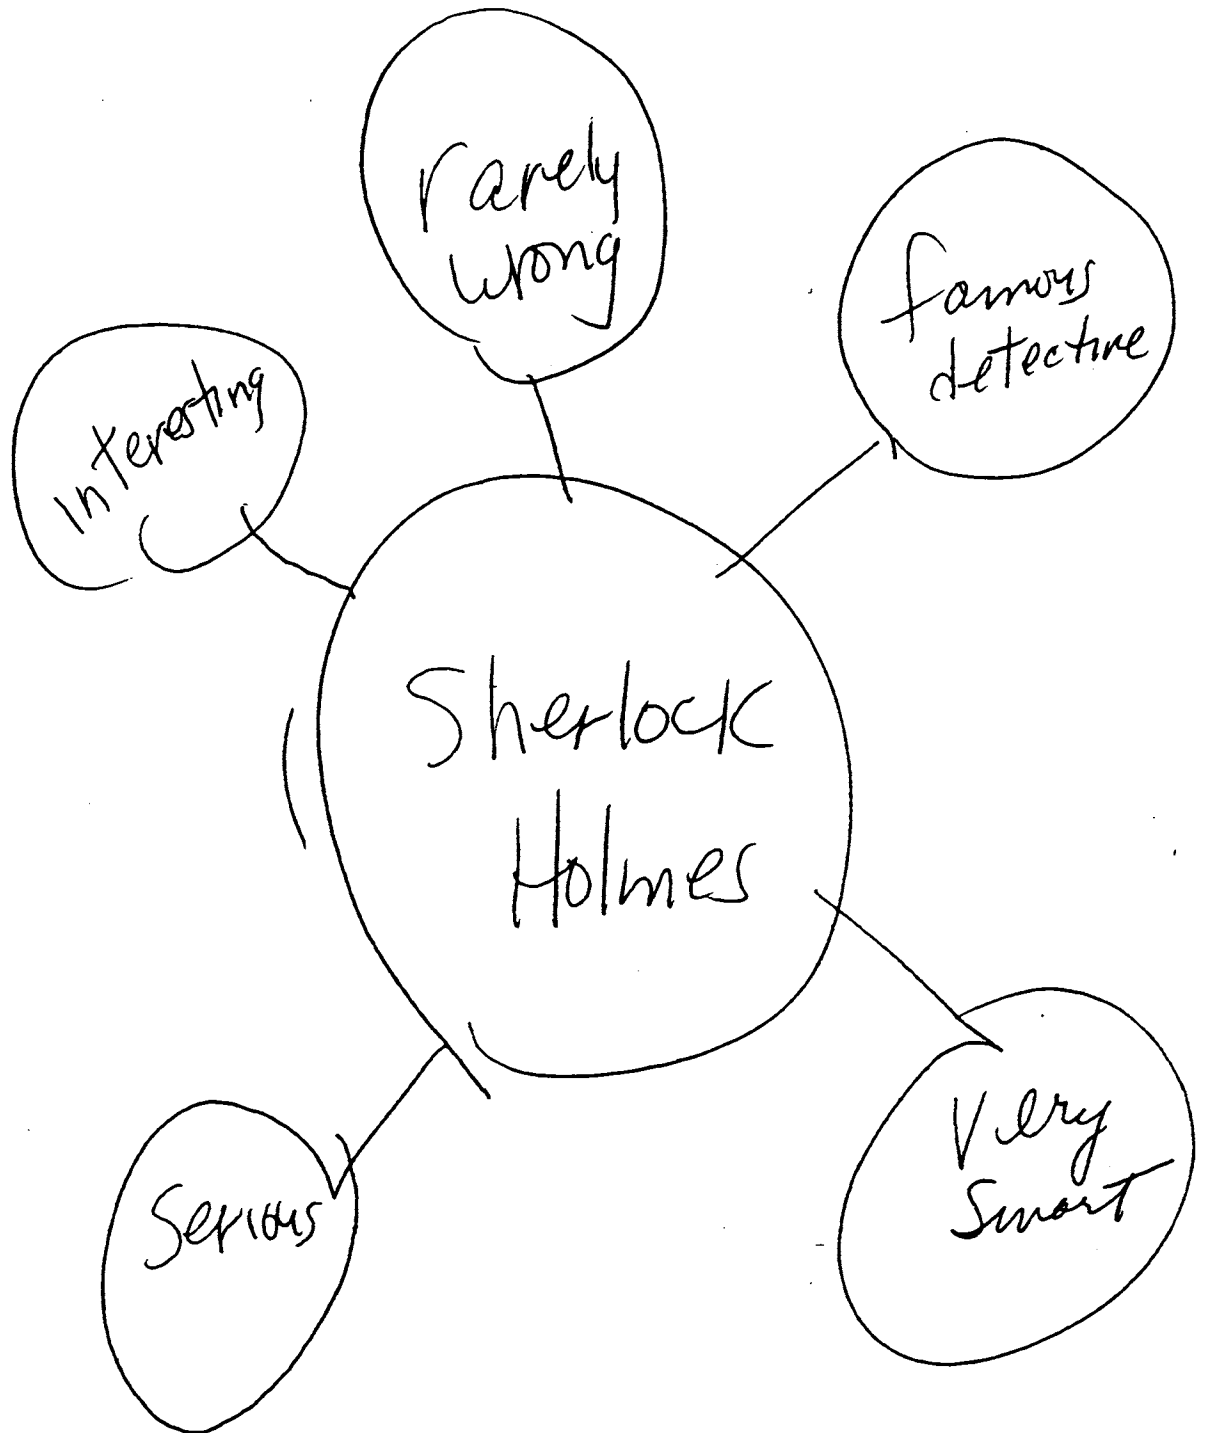 rarely
wrong
famous
detective
Interesting
Sherlock
Holmes
Very
Smart
Serious